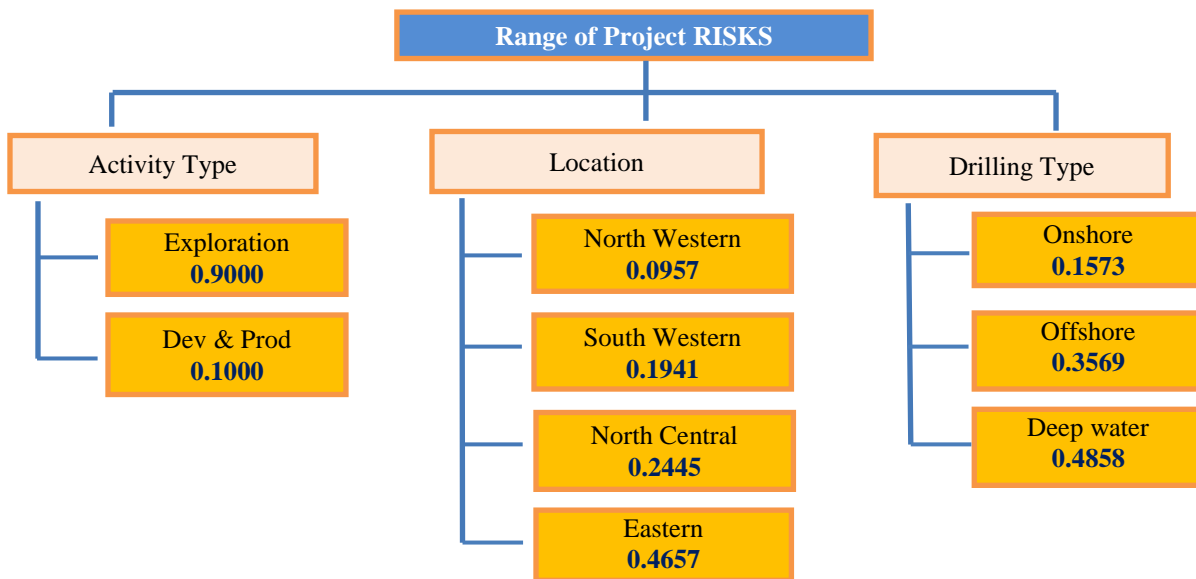 Range of Project RISKS
Activity Type
Exploration
0.9000
Dev & Prod
0.1000
Location
North Western
0.0957
South Western
0.1941
North Central
0.2445
Eastern
0.4657
Drilling Type
Onshore
0.1573
Offshore
0.3569
Deep water
0.4858